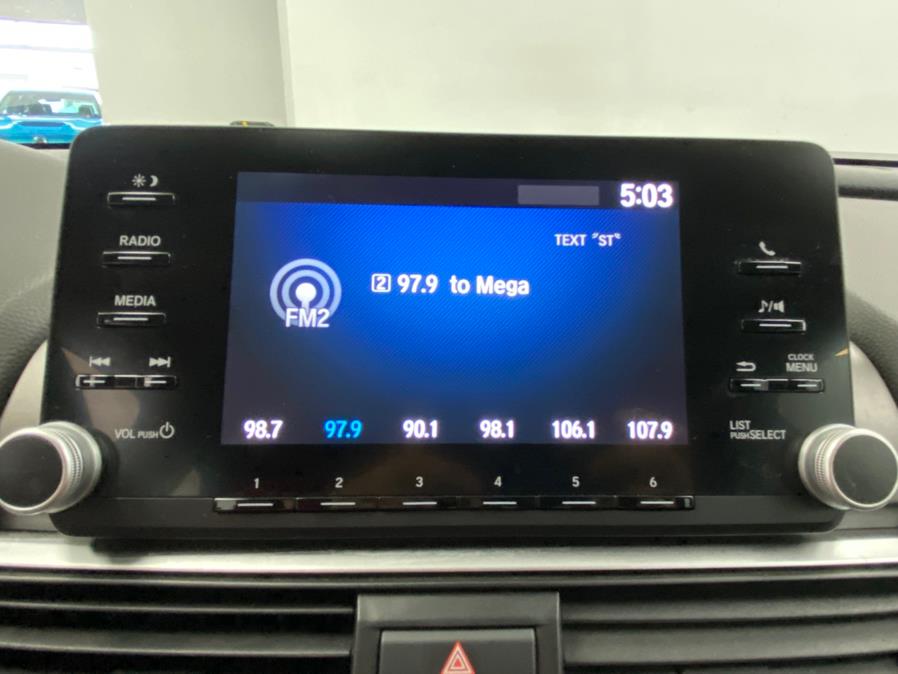 5:03
RADIO
TEXT "ST"
MEDIA
2 97.9 to Mega
FM2
CLOCK
MENU
VOL PUSH
LIST
PUSH SELECT
98.7 97.9 90.1 98.1 106.1 107.9
1 2 3 4 5 6